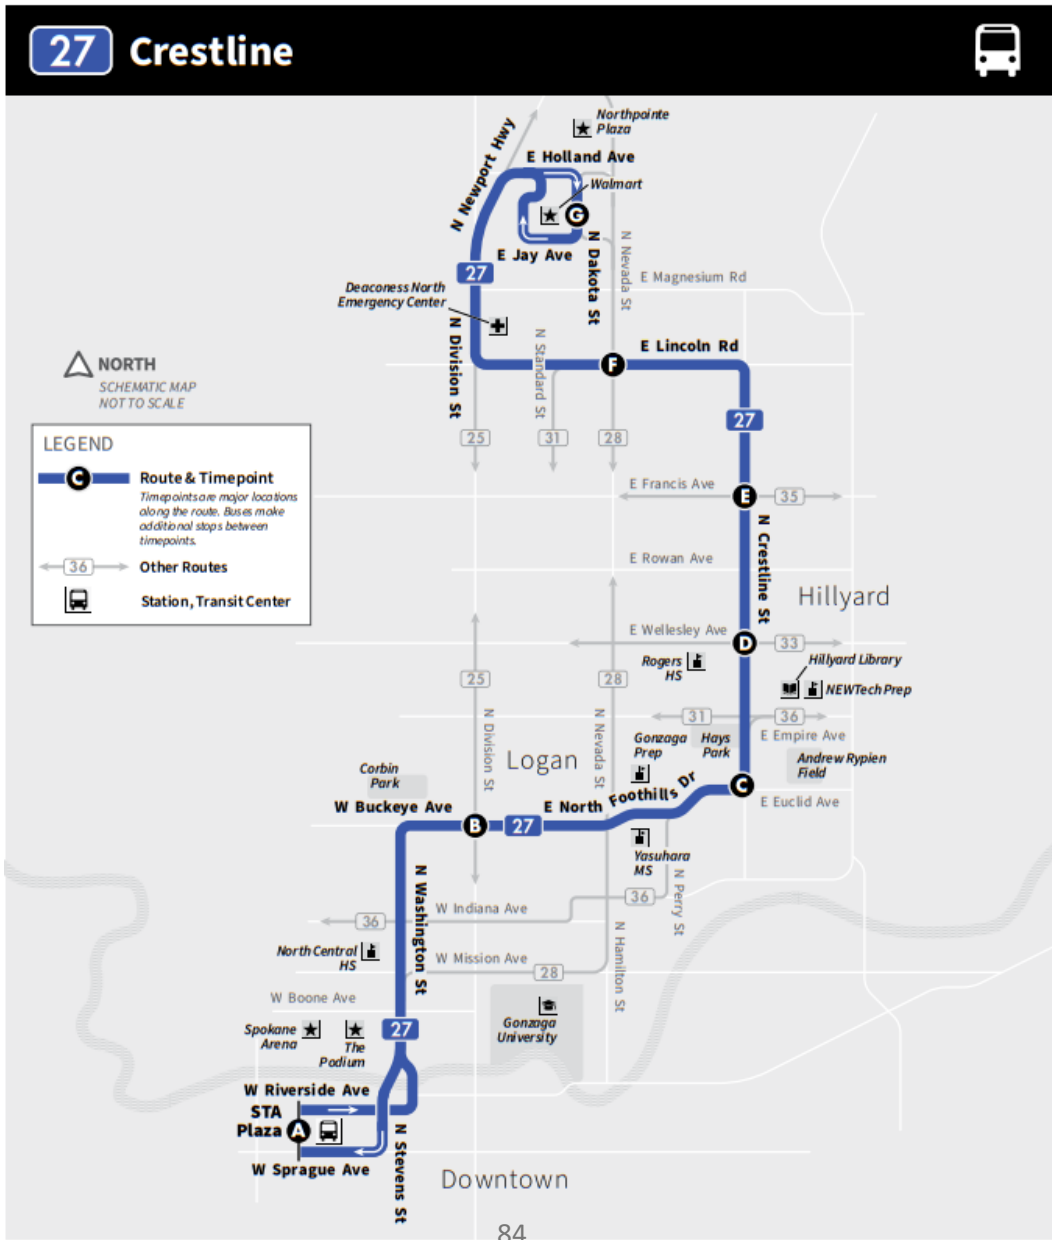 27 Crestline
Northpointe
Plaza
N Newport Hwy
E Holland Ave
Walmart
G
E Jay Ave
N Dakota St
N Nevada St
27
E Magnesium Rd
Deaconess North
Emergency Center
N Division St
N Standard St
E Lincoln Rd
F
NORTH
SCHEMATIC MAP
NOT TO SCALE
27
25
31
28
LEGEND
C
Route & Timepoint
Timepoints are major locations
along the route. Buses make
additional stops between
timepoints.
36
Other Routes
Station, Transit Center
E Francis Ave
E
35
N Crestline St
E Rowan Ave
Hillyard
E Wellesley Ave
D
33
Rogers
HS
Hillyard Library
NEWTech Prep
25
28
31
36
N Division St
N Nevada St
Gonzaga
Prep
Hays
Park
E Empire Ave
Logan
Andrew Rypien
Field
Corbin
Park
Foothills Dr
C
E Euclid Ave
W Buckeye Ave
E North
B
27
Yasuhara
MS
N Washington St
N Perry St
36
W Indiana Ave
36
N Hamilton St
North Central
HS
W Mission Ave
28
W Boone Ave
Spokane
Arena
The
Podium
27
Gonzaga
University
W Riverside Ave
STA
Plaza
A
N Stevens St
W Sprague Ave
Downtown
84